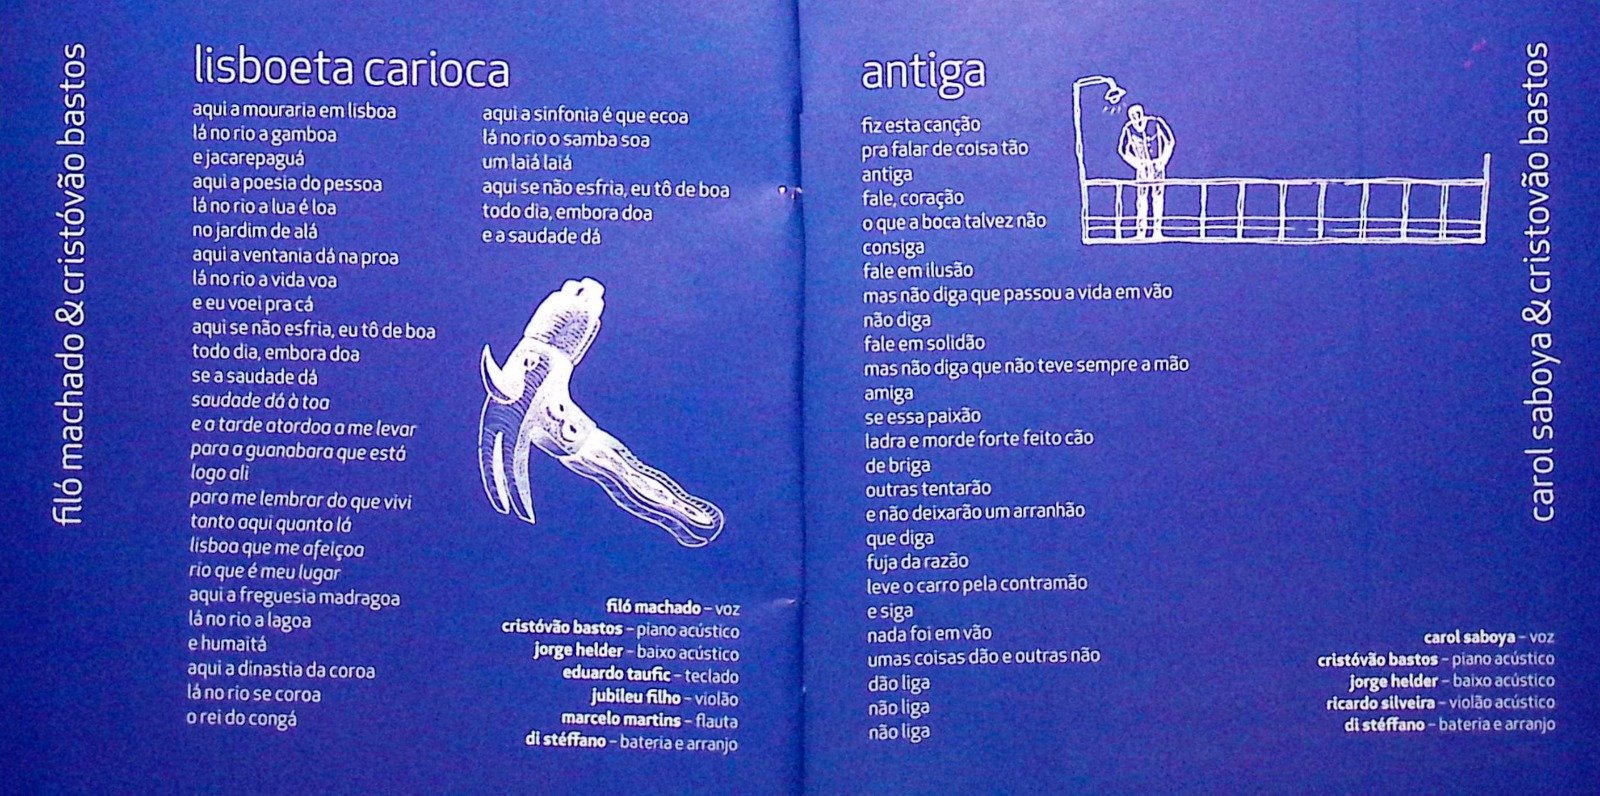 filó machado & cristóvão bastos
lisboeta carioca
aqui a mouraria em lisboa
lá no rio a gamboa
e jacarepaguá
aqui a poesia do pessoa
lá no rio a lua é loa
no jardim de alá
aqui a ventania dá na proa
lá no rio a vida voa
e eu voei pra cá
aqui se não esfria, eu tô de boa
todo dia, embora doa
se a saudade dá
saudade dá à toa
e a tarde atordoa a me levar
para a guanabara que está
logo ali
para me lembrar do que vivi
tanto aqui quanto lá
lisboa que me afeiçoa
rio que é meu lugar
aqui a freguesia madragoa
lá no rio a lagoa
e humaitá
aqui a dinastia da coroa
lá no rio se coroa
o rei do congá
aqui a sinfonia é que ecoa
lá no rio o samba soa
um laiá laiá
aqui se não esfria, eu tô de boa
todo dia, embora doa
e a saudade dá
filó machado – voz
cristóvão bastos – piano acústico
jorge helder – baixo acústico
eduardo taufic – teclado
jubileu filho – violão
marcelo martins – flauta
di stéffano – bateria e arranjo
antiga
fiz esta canção
pra falar de coisa tão
antiga
fale, coração
o que a boca talvez não
consiga
fale em ilusão
mas não diga que passou a vida em vão
não diga
fale em solidão
mas não diga que não teve sempre a mão
amiga
se essa paixão
ladra e morde forte feito cão
de briga
outras tentarão
e não deixarão um arranhão
que diga
fuja da razão
leve o carro pela contramão
e siga
nada foi em vão
umas coisas dão e outras não
dão liga
não liga
não liga
carol saboya – voz
cristóvão bastos – piano acústico
jorge helder – baixo acústico
ricardo silveira – violão acústico
di stéffano – bateria e arranjo
carol saboya & cristovão bastos